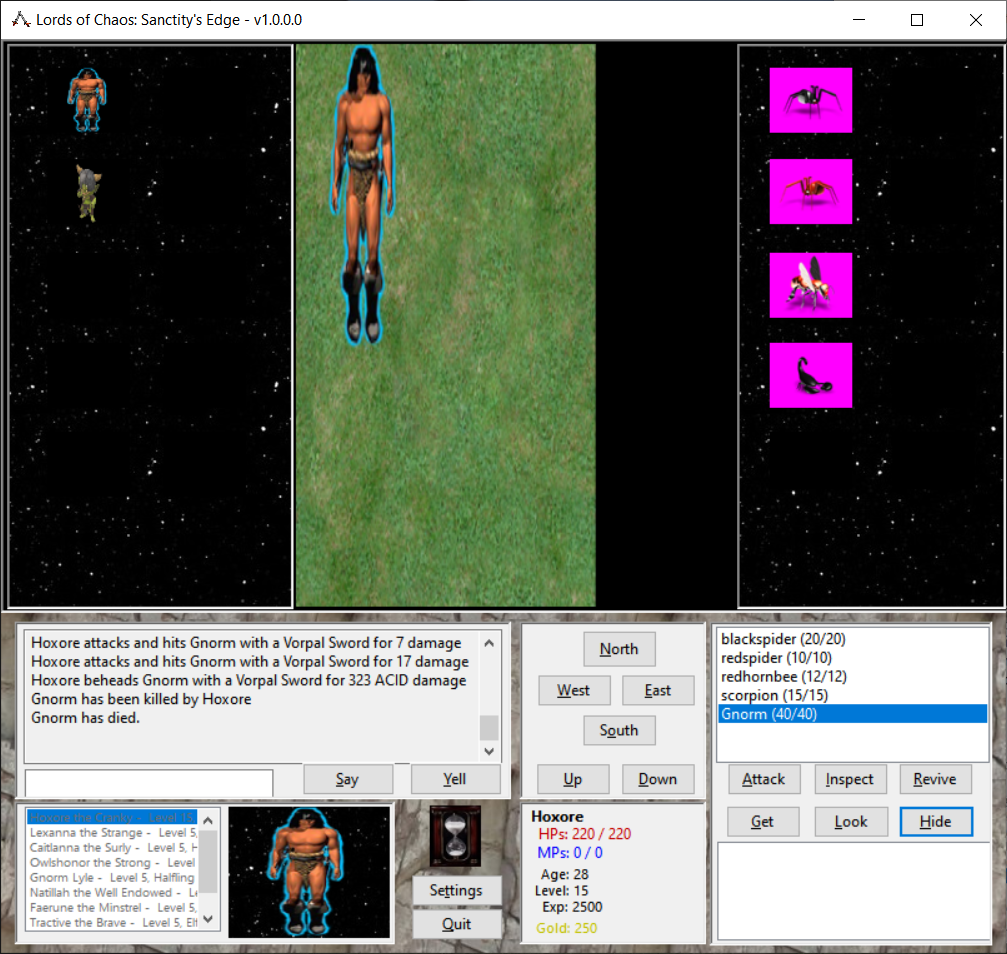 Lords of Chaos: Sanctity's Edge - v1.0.0.0
Hoxore attacks and hits Gnorm with a Vorpal Sword for 7 damage
Hoxore attacks and hits Gnorm with a Vorpal Sword for 17 damage
Hoxore beheads Gnorm with a Vorpal Sword for 323 ACID damage
Gnorm has been killed by Hoxore
Gnorm has died.
Say
Yell
North
West
East
South
Up
Down
blackspider (20/20)
redspider (10/10)
redhornbee (12/12)
scorpion (15/15)
Gnorm (40/40)
Attack
Inspect
Revive
Get
Look
Hide
Hoxore the Cranky - Level 15,
Lexanna the Strange - Level 5,
Caitlanna the Surly - Level 5, H
Owlshonor the Strong - Level
Gnorm Lyle - Level 5, Halfling
Natillah the Well Endowed - Le
Faerune the Minstrel - Level 5,
Tractive the Brave - Level 5, Elf
Settings
Quit
Hoxore
HPs: 220 / 220
MPs: 0 / 0
Age: 28
Level: 15
Exp: 2500
Gold: 250